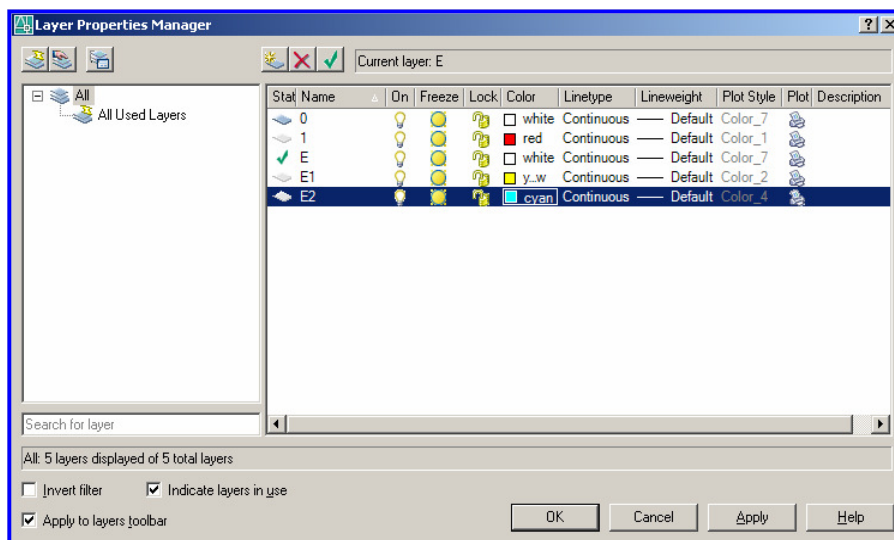 Layer Properties Manager
Current layer: E
All
All Used Layers
Stat Name On Freeze Lock Color Linetype Lineweight Plot Style Plot Description
0 white Continuous Default Color_7
1 red Continuous Default Color_1
E white Continuous Default Color_7
E1 y...w Continuous Default Color_2
E2 cyan Continuous Default Color_4
Search for layer
All: 5 layers displayed of 5 total layers
Invert filter Indicate layers in use
Apply to layers toolbar
OK Cancel Apply Help